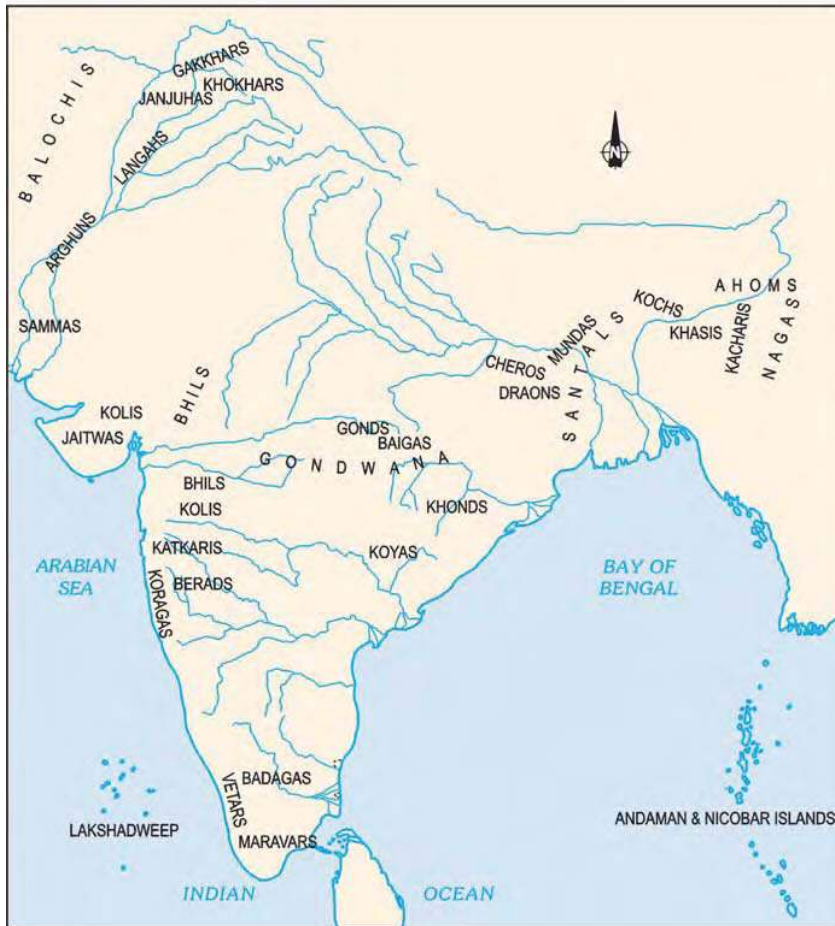 GAKKHARS
KHOKHARS
JANJUHAS
BALOCHIS
LANGAHS
N
ARGHUNS
SAMMAS
AHOMS
KOCHS
KHASIS
KACHARIS
NAGAS
MUNDAS
CHEROS
SANTALS
DRAONS
BHILS
KOLIS
JAITWAS
GONDS
BAIGAS
GONDWANA
BHILS
KHONDS
KOLIS
KATKARIS
KOYAS
ARABIAN
SEA
BERADS
KORAGAS
BAY OF
BENGAL
BADAGAS
VETARS
LAKSHADWEEP
MARAVARS
ANDAMAN & NICOBAR ISLANDS
INDIAN OCEAN